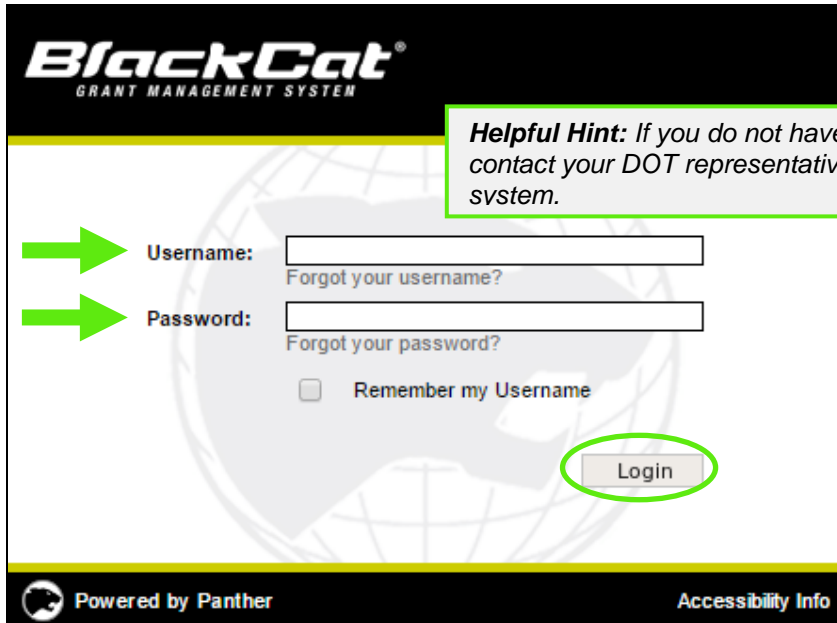 BlackCat®
GRANT MANAGEMENT SYSTEM
Helpful Hint: If you do not have
contact your DOT representativ
system.
Username:
Forgot your username?
Password:
Forgot your password?
Remember my Username
Login
Powered by Panther
Accessibility Info